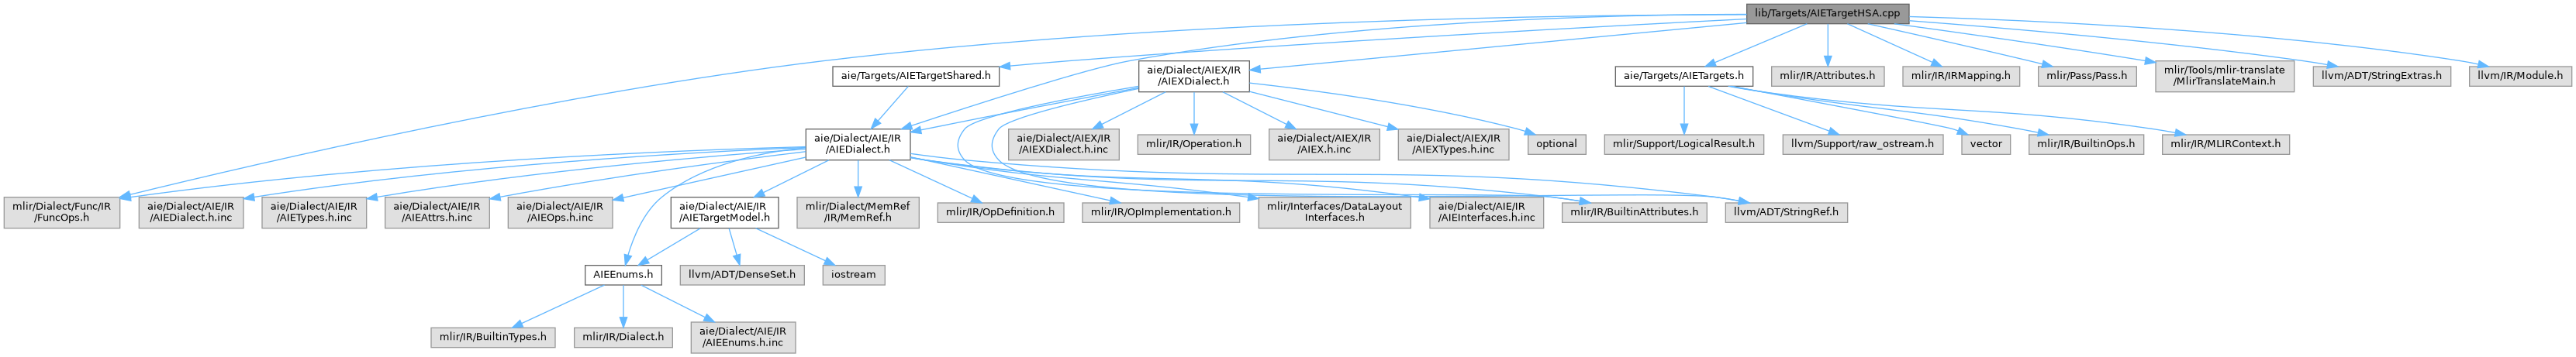 lib/Targets/AIETargetHSA.cpp
aie/Targets/AIETargetShared.h
aie/Dialect/AIEX/IR
/AIEXDialect.h
aie/Targets/AIETargets.h
mlir/IR/Attributes.h
mlir/IR/IRMapping.h
mlir/Pass/Pass.h
mlir/Tools/mlir-translate
/MlirTranslateMain.h
llvm/ADT/StringExtras.h
llvm/IR/Module.h
aie/Dialect/AIE/IR
/AIEDialect.h
aie/Dialect/AIEX/IR
/AIEXDialect.h.inc
mlir/IR/Operation.h
aie/Dialect/AIEX/IR
/AIEX.h.inc
aie/Dialect/AIEX/IR
/AIEXTypes.h.inc
optional
mlir/Support/LogicalResult.h
llvm/Support/raw_ostream.h
vector
mlir/IR/BuiltinOps.h
mlir/IR/MLIRContext.h
mlir/Dialect/Func/IR
/FuncOps.h
aie/Dialect/AIE/IR
/AIEDialect.h.inc
aie/Dialect/AIE/IR
/AIETypes.h.inc
aie/Dialect/AIE/IR
/AIEAttrs.h.inc
aie/Dialect/AIE/IR
/AIEOps.h.inc
aie/Dialect/AIE/IR
/AIETargetModel.h
mlir/Dialect/MemRef
/IR/MemRef.h
mlir/IR/OpDefinition.h
mlir/IR/OpImplementation.h
mlir/Interfaces/DataLayout
Interfaces.h
aie/Dialect/AIE/IR
/AIEInterfaces.h.inc
mlir/IR/BuiltinAttributes.h
llvm/ADT/StringRef.h
AIEEnums.h
llvm/ADT/DenseSet.h
iostream
mlir/IR/BuiltinTypes.h
mlir/IR/Dialect.h
aie/Dialect/AIE/IR
/AIEEnums.h.inc